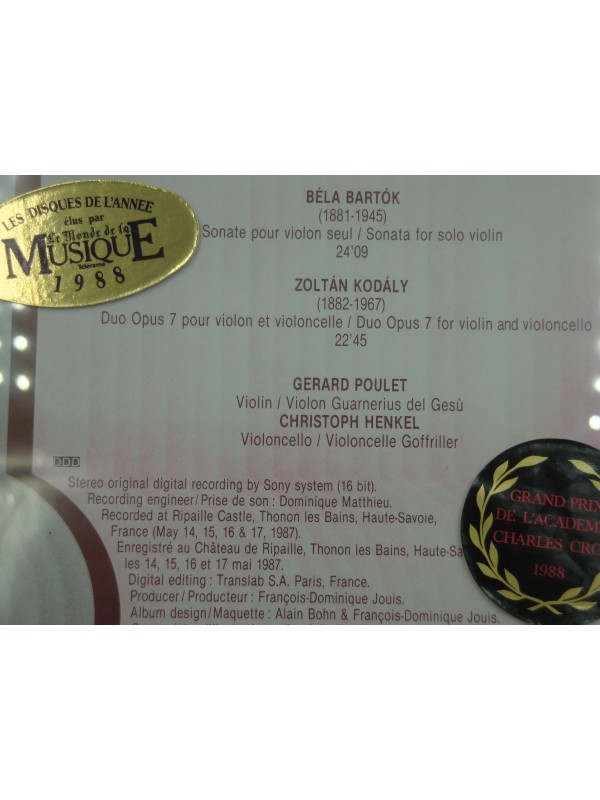 LES DISQUES DE L'ANNEE
élus par
Le Monde de la
MUSIQUE
Télérama
1988
BÉLA BARTÓK
(1881-1945)
Sonate pour violon seul / Sonata for solo violin
24'09
ZOLTÁN KODÁLY
(1882-1967)
Duo Opus 7 pour violon et violoncelle / Duo Opus 7 for violin and violoncello
22'45
GERARD POULET
Violin / Violon Guarnerius del Gesù
CHRISTOPH HENKEL
Violoncello / Violoncelle Goffriller
DDD
Stereo original digital recording by Sony system (16 bit).
Recording engineer/Prise de son : Dominique Matthieu.
Recorded at Ripaille Castle, Thonon les Bains, Haute-Savoie,
France (May 14, 15, 16 & 17, 1987).
Enregistré au Château de Ripaille, Thonon les Bains, Haute-Sa
les 14, 15, 16 et 17 mai 1987.
Digital editing : Translab S.A. Paris, France.
Producer / Producteur : François-Dominique Jouis.
Album design/Maquette : Alain Bohn & François-Dominique Jouis.
GRAND PRIX
DE L'ACADEM
CHARLES CRO
1988